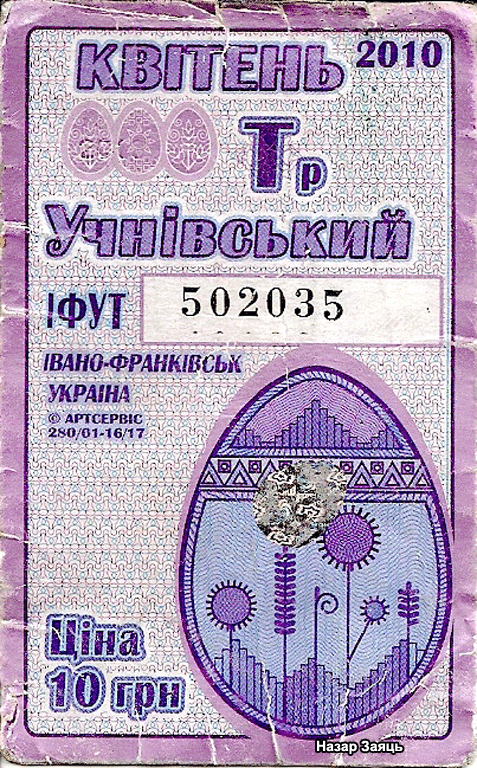 КВІТЕНЬ 2010
Тр
Учнівський
ІФУТ 502035
ІВАНО-ФРАНКІВСЬК
УКРАЇНА
© АРТСЕРВІС
280/01-16/17
Ціна
10 грн
Назар Заяць